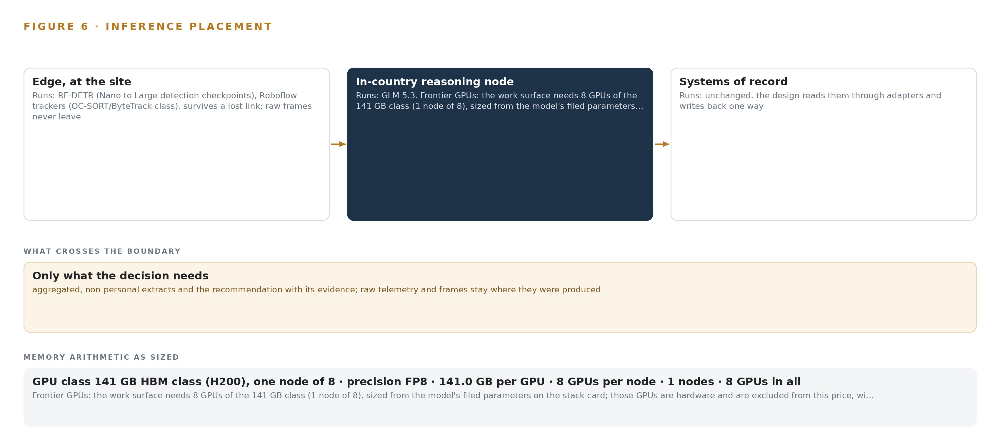 FIGURE 6 · INFERENCE PLACEMENT
Edge, at the site
Runs: RF-DETR (Nano to Large detection checkpoints), Roboflow
trackers (OC-SORT/ByteTrack class). survives a lost link; raw frames
never leave
In-country reasoning node
Runs: GLM 5.3. Frontier GPUs: the work surface needs 8 GPUs of the
141 GB class (1 node of 8), sized from the model's filed parameters…
Systems of record
Runs: unchanged. the design reads them through adapters and
writes back one way
WHAT CROSSES THE BOUNDARY
Only what the decision needs
aggregated, non-personal extracts and the recommendation with its evidence; raw telemetry and frames stay where they were produced
MEMORY ARITHMETIC AS SIZED
GPU class 141 GB HBM class (H200), one node of 8 · precision FP8 · 141.0 GB per GPU · 8 GPUs per node · 1 nodes · 8 GPUs in all
Frontier GPUs: the work surface needs 8 GPUs of the 141 GB class (1 node of 8), sized from the model's filed parameters on the stack card; those GPUs are hardware and are excluded from this price, wi…